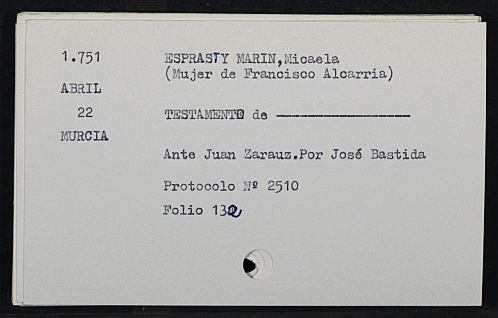 1.751
ABRIL
22
MURCIA
ESPRASTY MARIN,Micaela
(Mujer de Francisco Alcarria)
TESTAMENTO de ------------------
Ante Juan Zarauz.Por José Bastida
Protocolo Nº 2510
Folio 132